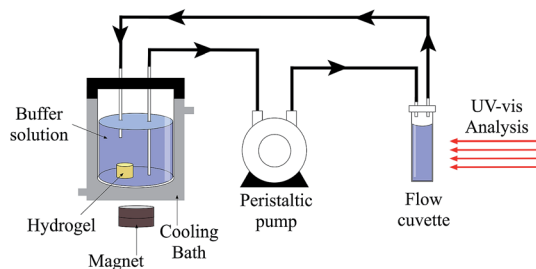 Buffer
solution
Hydrogel
Magnet
Cooling
Bath
Peristaltic
pump
UV-vis
Analysis
Flow
cuvette